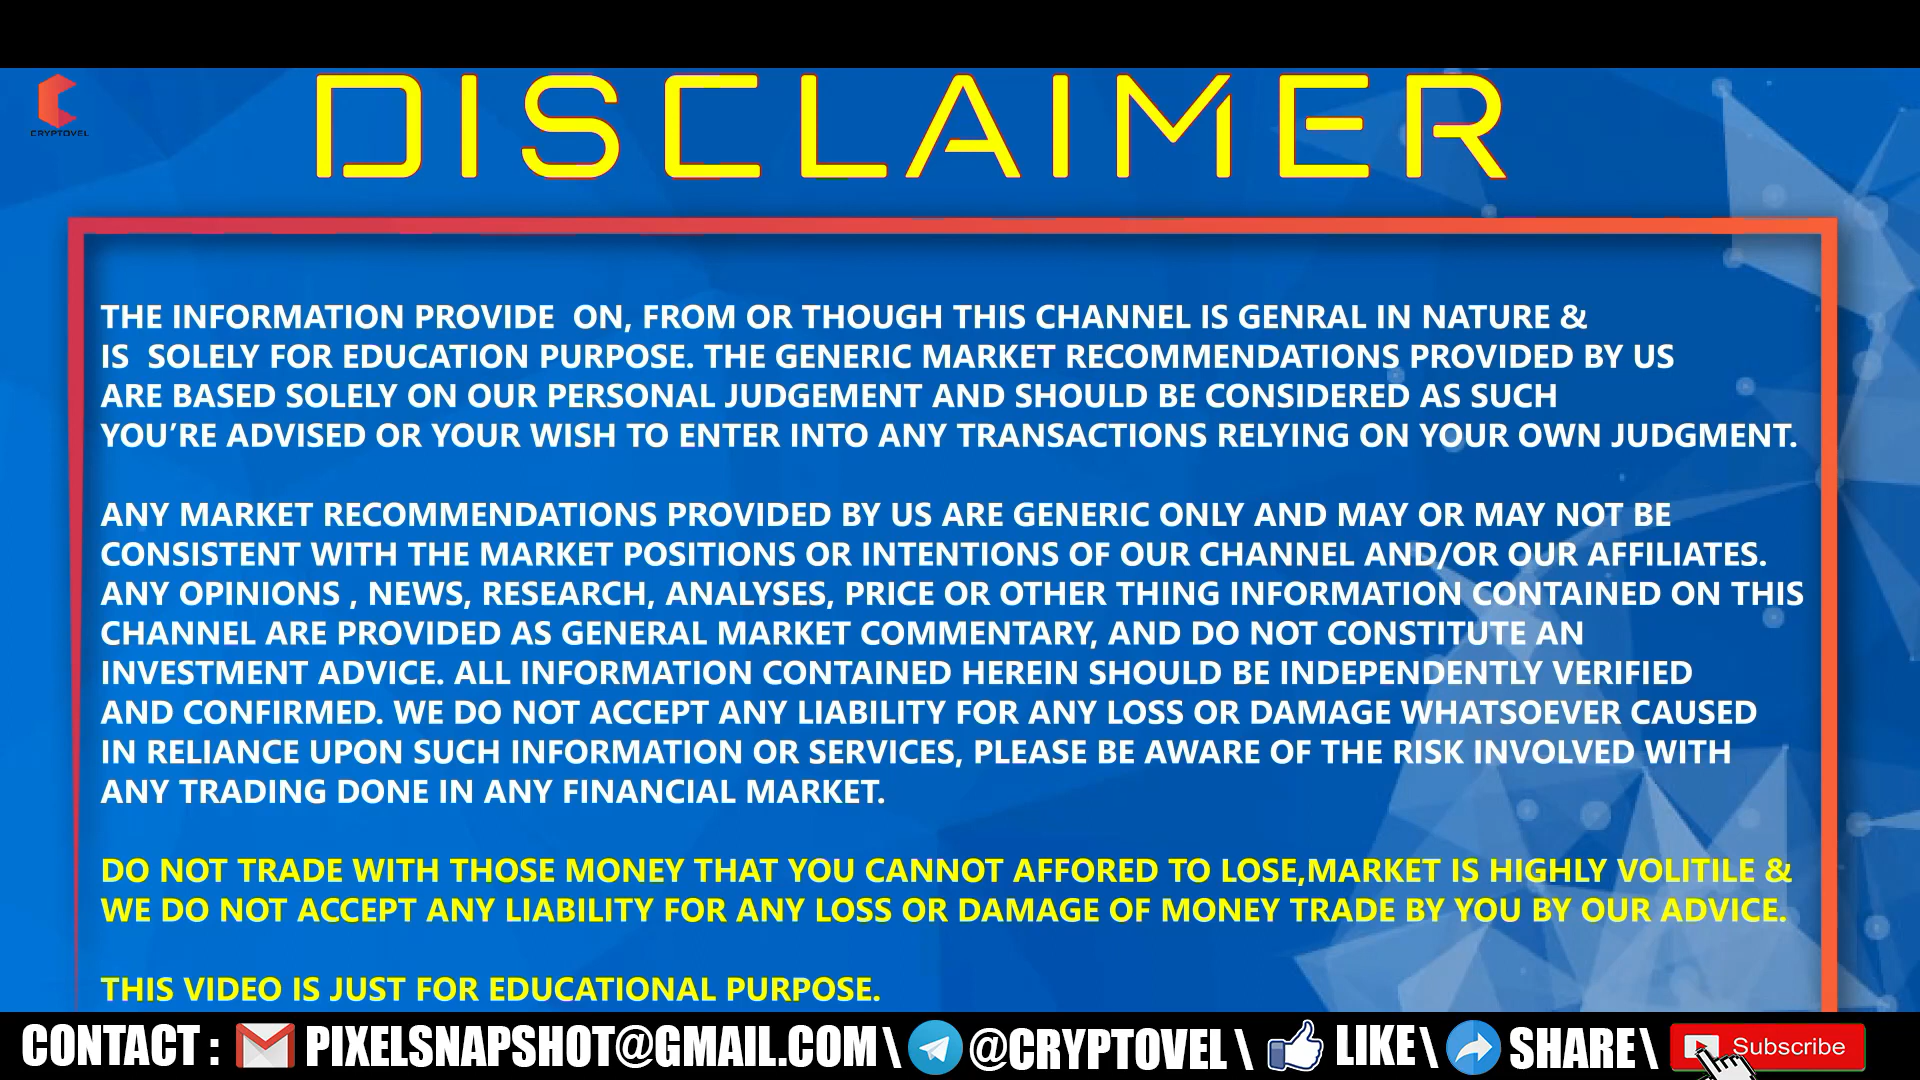 DISCLAIMER
CRYPTOVEL
THE INFORMATION PROVIDE  ON, FROM OR THOUGH THIS CHANNEL IS GENRAL IN NATURE &
IS  SOLELY FOR EDUCATION PURPOSE. THE GENERIC MARKET RECOMMENDATIONS PROVIDED BY US
ARE BASED SOLELY ON OUR PERSONAL JUDGEMENT AND SHOULD BE CONSIDERED AS SUCH
YOU'RE ADVISED OR YOUR WISH TO ENTER INTO ANY TRANSACTIONS RELYING ON YOUR OWN JUDGMENT.
ANY MARKET RECOMMENDATIONS PROVIDED BY US ARE GENERIC ONLY AND MAY OR MAY NOT BE
CONSISTENT WITH THE MARKET POSITIONS OR INTENTIONS OF OUR CHANNEL AND/OR OUR AFFILIATES.
ANY OPINIONS , NEWS, RESEARCH, ANALYSES, PRICE OR OTHER THING INFORMATION CONTAINED ON THIS
CHANNEL ARE PROVIDED AS GENERAL MARKET COMMENTARY, AND DO NOT CONSTITUTE AN
INVESTMENT ADVICE. ALL INFORMATION CONTAINED HEREIN SHOULD BE INDEPENDENTLY VERIFIED
AND CONFIRMED. WE DO NOT ACCEPT ANY LIABILITY FOR ANY LOSS OR DAMAGE WHATSOEVER CAUSED
IN RELIANCE UPON SUCH INFORMATION OR SERVICES, PLEASE BE AWARE OF THE RISK INVOLVED WITH
ANY TRADING DONE IN ANY FINANCIAL MARKET.
DO NOT TRADE WITH THOSE MONEY THAT YOU CANNOT AFFORED TO LOSE,MARKET IS HIGHLY VOLITILE &
WE DO NOT ACCEPT ANY LIABILITY FOR ANY LOSS OR DAMAGE OF MONEY TRADE BY YOU BY OUR ADVICE.
THIS VIDEO IS JUST FOR EDUCATIONAL PURPOSE.
CONTACT : PIXELSNAPSHOT@GMAIL.COM \ @CRYPTOVEL \ LIKE \ SHARE \ Subscribe